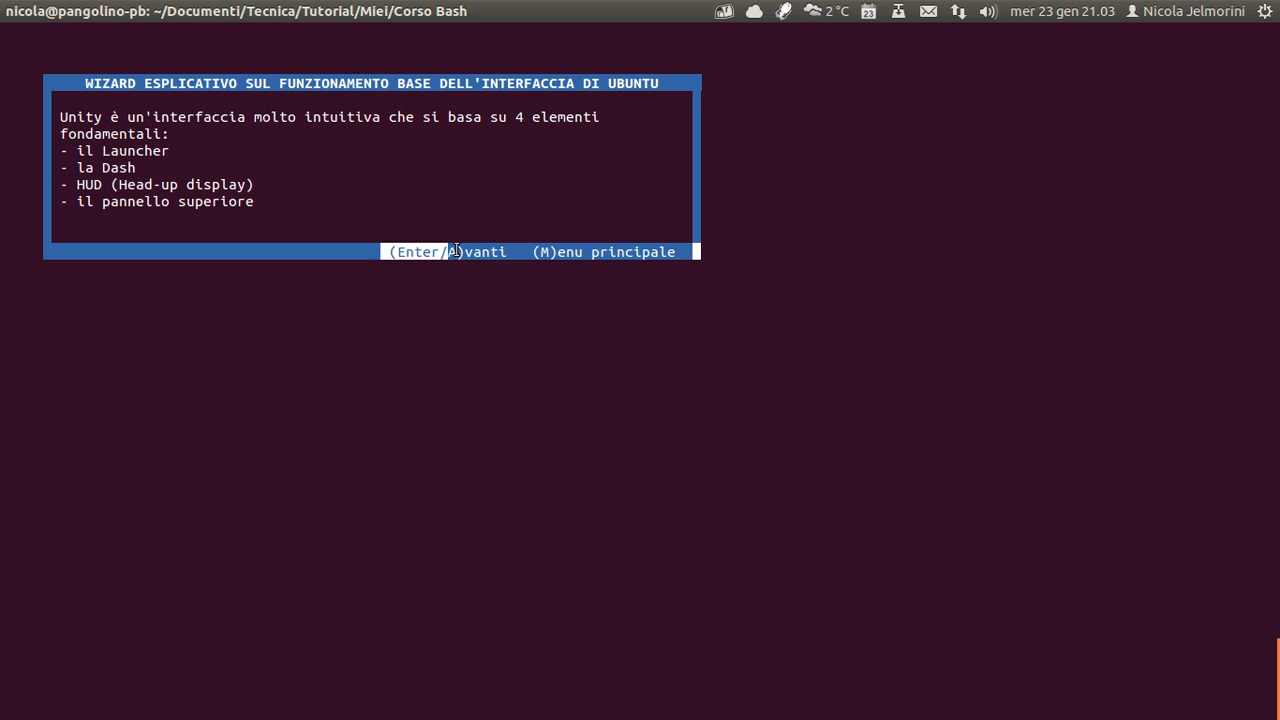 nicola@pangolino-pb: ~/Documenti/Tecnica/Tutorial/Miei/Corso Bash
2 °C
23
mer 23 gen 21.03
Nicola Jelmorini
WIZARD ESPLICATIVO SUL FUNZIONAMENTO BASE DELL'INTERFACCIA DI UBUNTU
Unity è un'interfaccia molto intuitiva che si basa su 4 elementi
fondamentali:
- il Launcher
- la Dash
- HUD (Head-up display)
- il pannello superiore
(Enter/A)vanti (M)enu principale